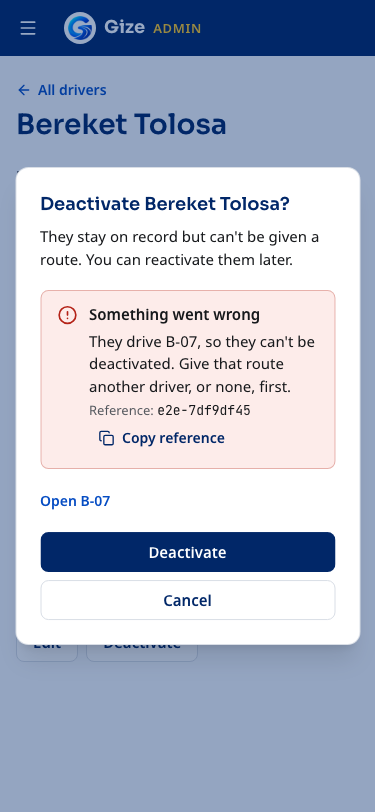 Gize ADMIN
All drivers
Bereket Tolosa
Deactivate Bereket Tolosa?
They stay on record but can't be given a
route. You can reactivate them later.
Something went wrong
They drive B-07, so they can't be
deactivated. Give that route
another driver, or none, first.
Reference: e2e-7df9df45
Copy reference
Open B-07
Deactivate
Cancel
Edit Deactivate